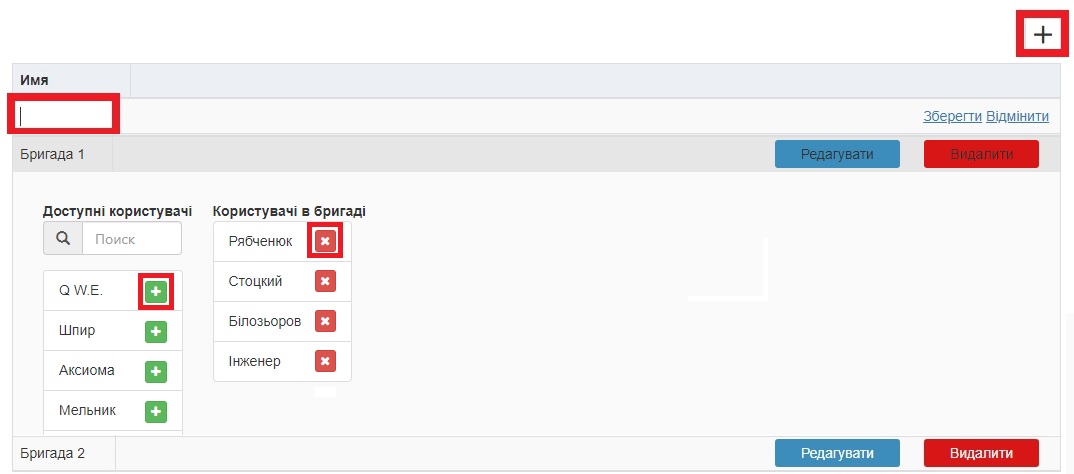 Имя
Зберегти Відмінити
Бригада 1 Редагувати Видалити
Доступні користувачі Користувачі в бригаді
Поиск
Рябченюк
Q W.E.
Стоцкий
Шпир
Білозьоров
Аксиома
Інженер
Мельник
Бригада 2 Редагувати Видалити